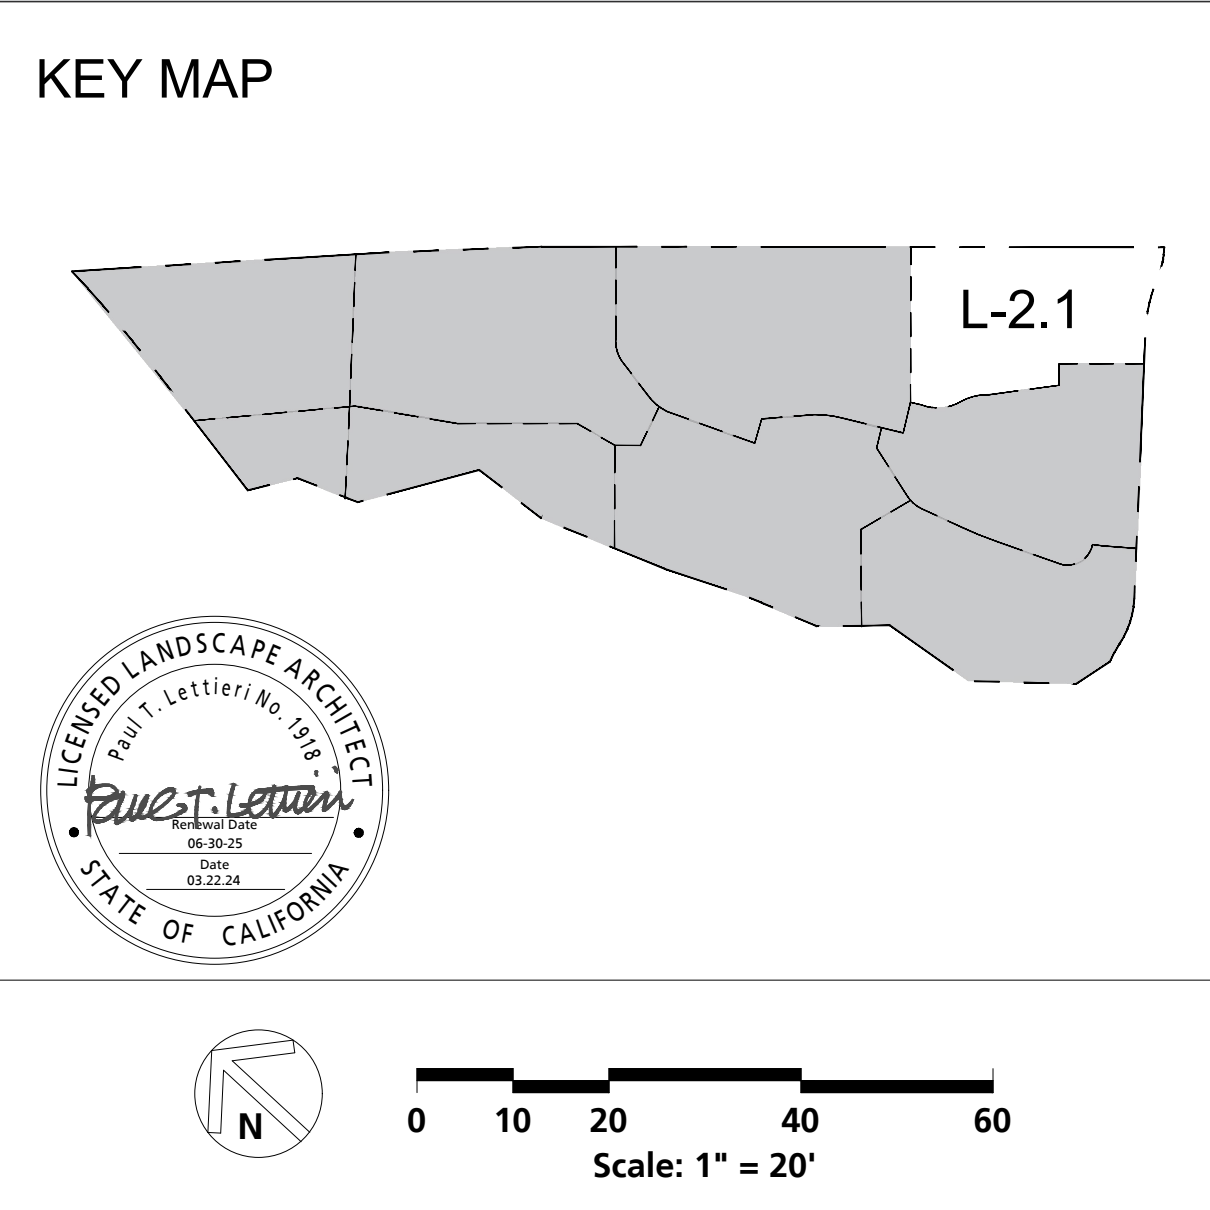 KEY MAP
L-2.1
LICENSED LANDSCAPE ARCHITECT
Paul T. Lettieri No. 1918
Paul T. Lettieri
Renewal Date
06-30-25
Date
03.22.24
STATE OF CALIFORNIA
N
0 10 20 40 60
Scale: 1" = 20'